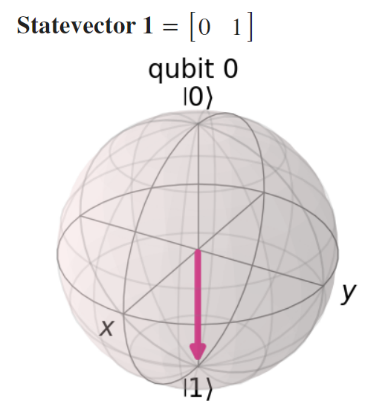 Statevector 1 = [0 1]
qubit 0
|0⟩
y
x
|1⟩